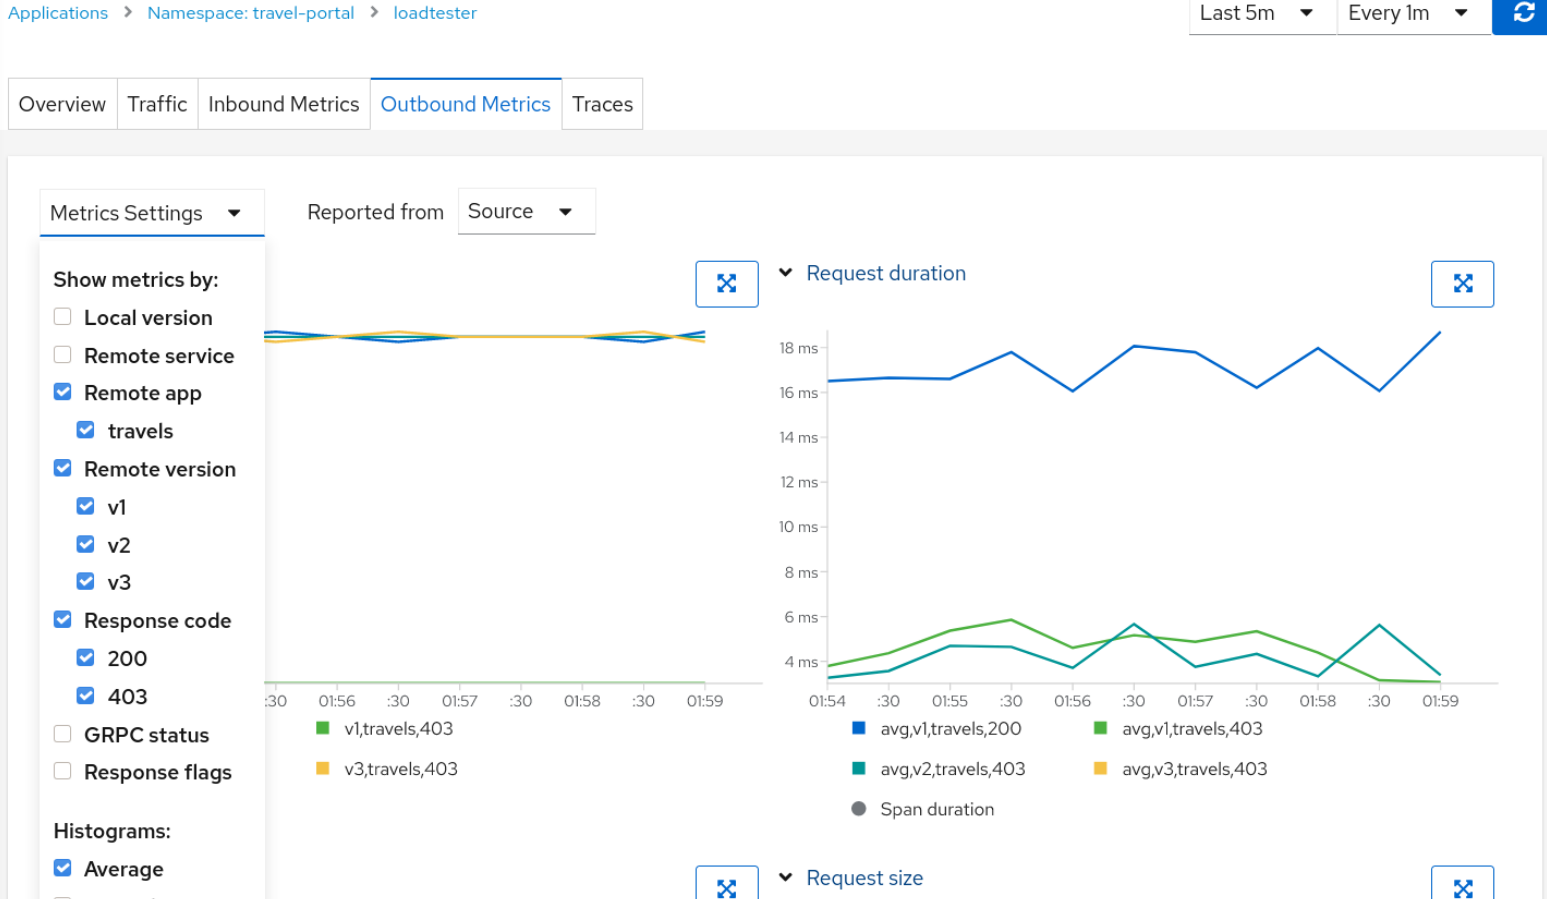 Applications > Namespace: travel-portal > loadtester
Last 5m
Every 1m
Overview
Traffic
Inbound Metrics
Outbound Metrics
Traces
Metrics Settings
Reported from
Source
Show metrics by:
Local version
Remote service
Remote app
travels
Remote version
v1
v2
v3
Response code
200
403
GRPC status
Response flags
Histograms:
Average
:30 01:56 :30 01:57 :30 01:58 :30 01:59
v1,travels,403
v3,travels,403
Request duration
18 ms
16 ms
14 ms
12 ms
10 ms
8 ms
6 ms
4 ms
01:54 :30 01:55 :30 01:56 :30 01:57 :30 01:58 :30 01:59
avg,v1,travels,200
avg,v1,travels,403
avg,v2,travels,403
avg,v3,travels,403
Span duration
Request size